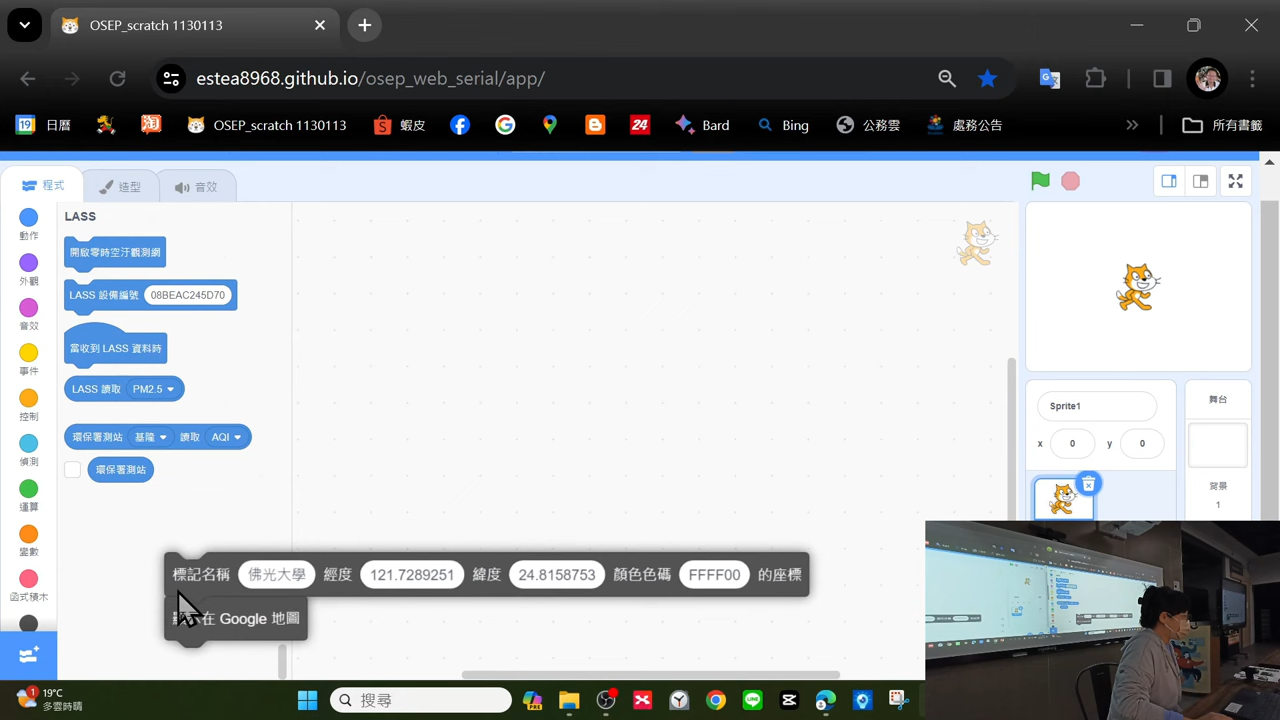 OSEP_scratch 1130113
estea8968.github.io/osep_web_serial/app/
17 日曆 淘 OSEP_scratch 1130113 蝦皮 24 Bard Bing 公務雲 處務公告 所有書籤
程式 造型 音效
LASS
動作
外觀
音效
事件
控制
偵測
運算
變數
函式積木
開啟零時空汙觀測網
LASS 設備編號 08BEAC245D70
當收到 LASS 資料時
LASS 讀取 PM2.5
環保署測站 基隆 讀取 AQI
環保署測站
標記名稱 佛光大學 經度 121.7289251 緯度 24.8158753 顏色色碼 FFFF00 的座標
在 Google 地圖
Sprite1
x 0 y 0
舞台
背景
1
1 19°C
多雲時晴
搜尋
PRE
LINE